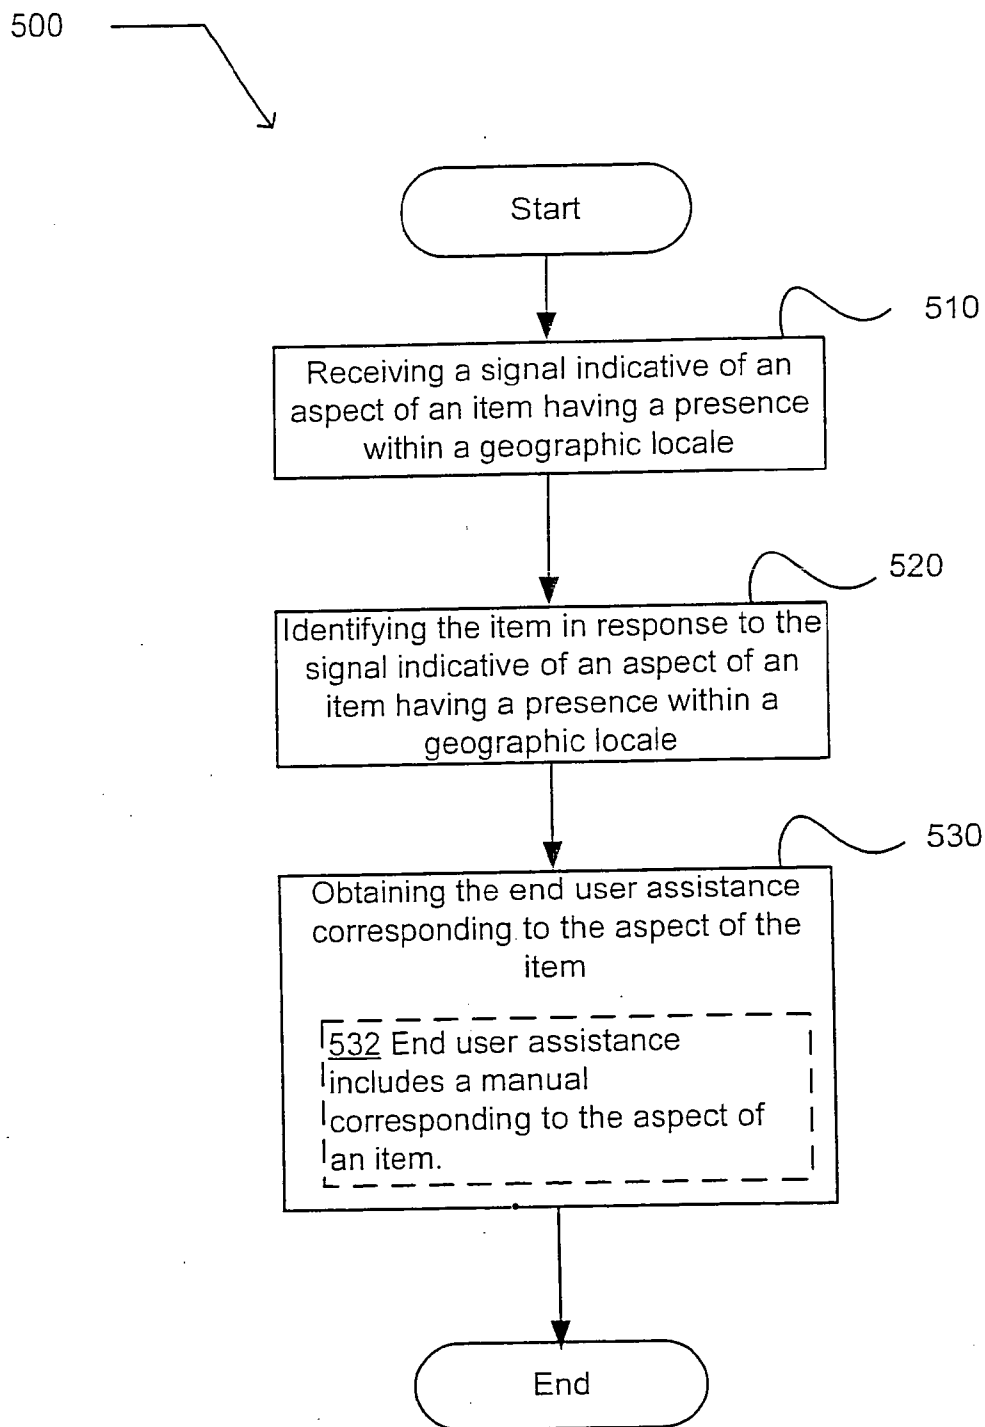 500
Start
510
Receiving a signal indicative of an
aspect of an item having a presence
within a geographic locale
520
Identifying the item in response to the
signal indicative of an aspect of an
item having a presence within a
geographic locale
530
Obtaining the end user assistance
corresponding to the aspect of the
item
532 End user assistance
includes a manual
corresponding to the aspect of
an item.
End